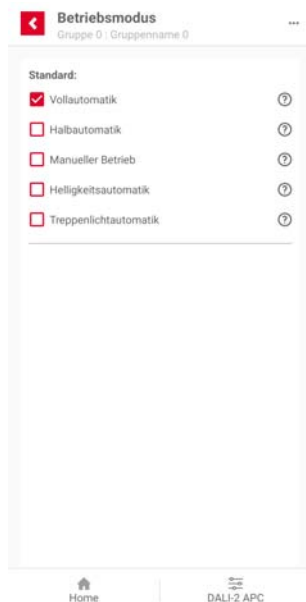 Betriebsmodus
Gruppe 0 : Gruppenname 0
Standard:
Vollautomatik
Halbautomatik
Manueller Betrieb
Helligkeitsautomatik
Treppenlichtautomatik
Home
DALI-2 APC